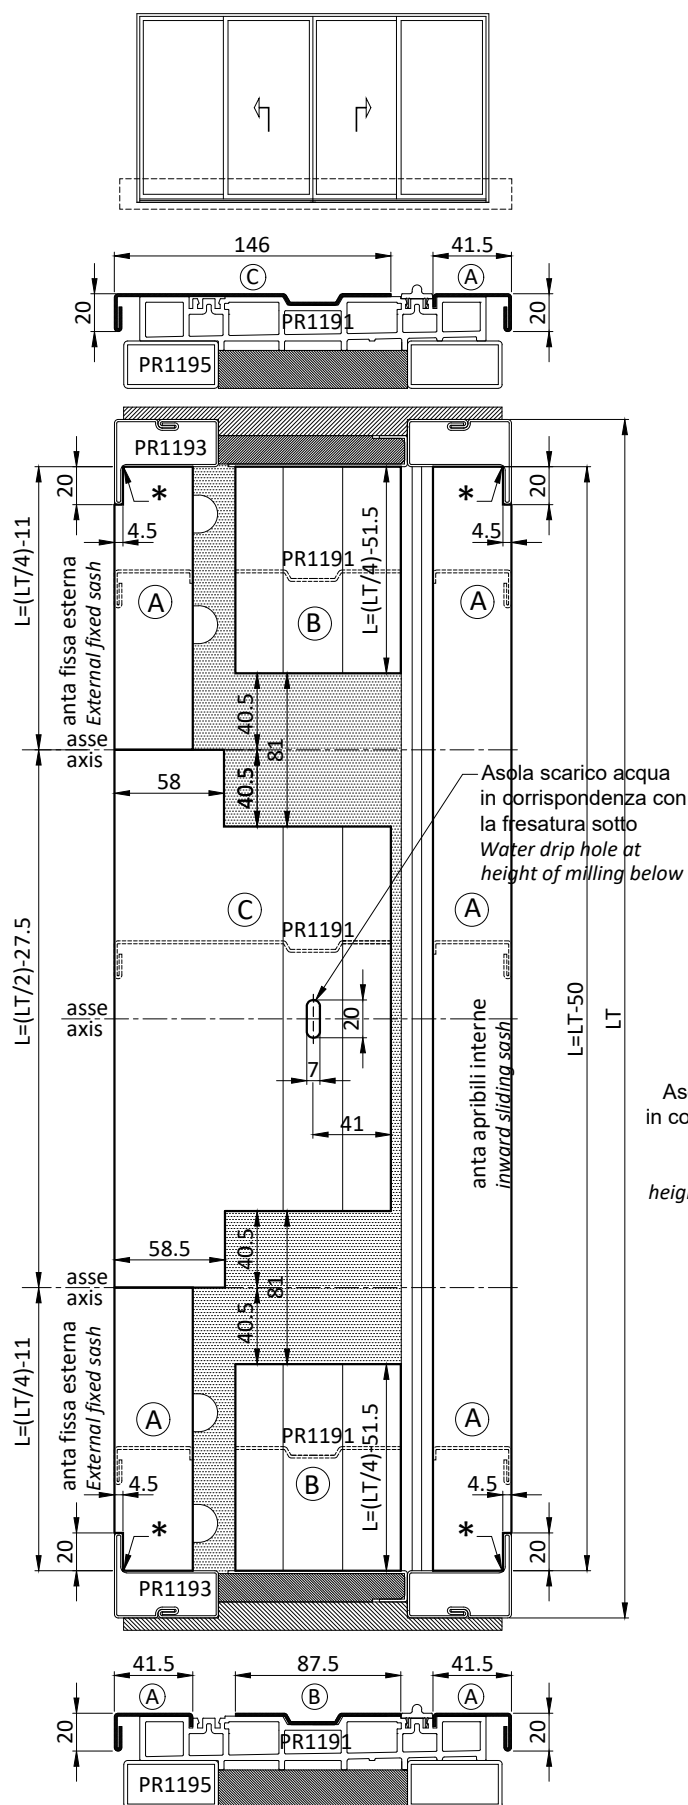 146
41.5
C
A
20
PR1191
20
PR1195
PR1193
20
*
*
20
4.5
4.5
L=(LT/4)-11
anta fissa esterna
External fixed sash
A
PR1191
B
L=(LT/4)-51.5
A
40.5
81
40.5
asse
axis
58
Asola scarico acqua
in corrispondenza con
la fresatura sotto
Water drip hole at
height of milling below
C
PR1191
A
L=(LT/2)-27.5
asse
axis
20
7
41
anta apribili interne
inward sliding sash
L=LT-50
LT
As
in co
heig
58.5
40.5
81
40.5
asse
axis
L=(LT/4)-11
anta fissa esterna
External fixed sash
A
PR1191
B
L=(LT/4)-51.5
A
4.5
4.5
20
*
*
20
PR1193
41.5
87.5
41.5
A
B
A
20
PR1191
20
PR1195